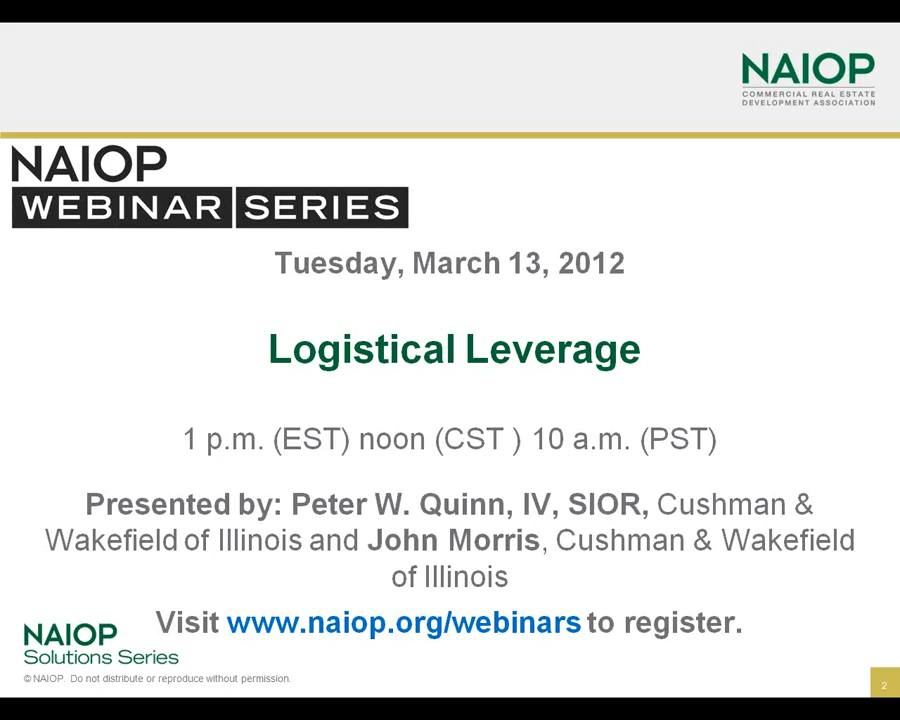 NAIOP
COMMERCIAL REAL ESTATE
DEVELOPMENT ASSOCIATION
NAIOP
WEBINAR SERIES
Tuesday, March 13, 2012
Logistical Leverage
1 p.m. (EST) noon (CST ) 10 a.m. (PST)
Presented by: Peter W. Quinn, IV, SIOR, Cushman &
Wakefield of Illinois and John Morris, Cushman & Wakefield
of Illinois
Visit www.naiop.org/webinars to register.
NAIOP
Solutions Series
© NAIOP. Do not distribute or reproduce without permission.
2